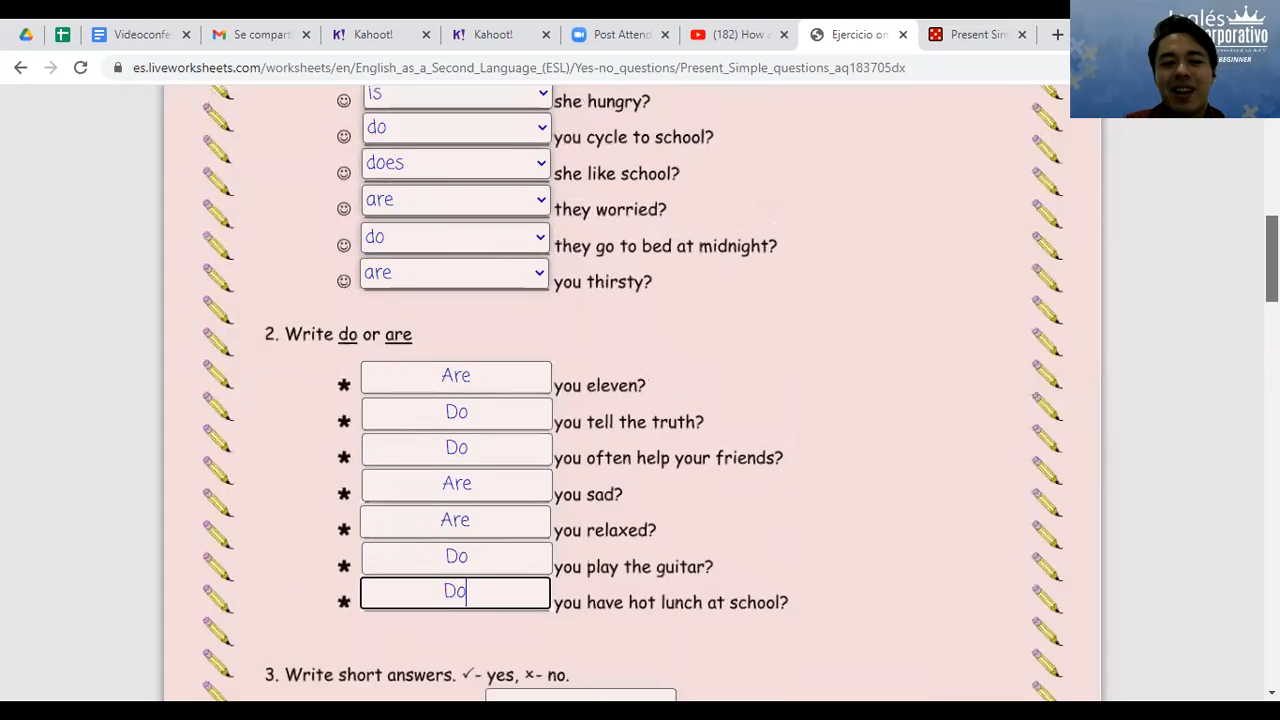 Videoconfe
Se compart
Kahoot!
Kahoot!
Post Attend
(182) How
Ejercicio on
Present Sim
es.liveworksheets.com/worksheets/en/English_as_a_Second_Language_(ESL)/Yes-no_questions/Present_Simple_questions_aq183705dx
Inglés
Corporativo
BEGINNER
is she hungry?
do you cycle to school?
does she like school?
are they worried?
do they go to bed at midnight?
are you thirsty?
2. Write do or are
* Are you eleven?
* Do you tell the truth?
* Do you often help your friends?
* Are you sad?
* Are you relaxed?
* Do you play the guitar?
* Do you have hot lunch at school?
3. Write short answers. ✓- yes, ×- no.